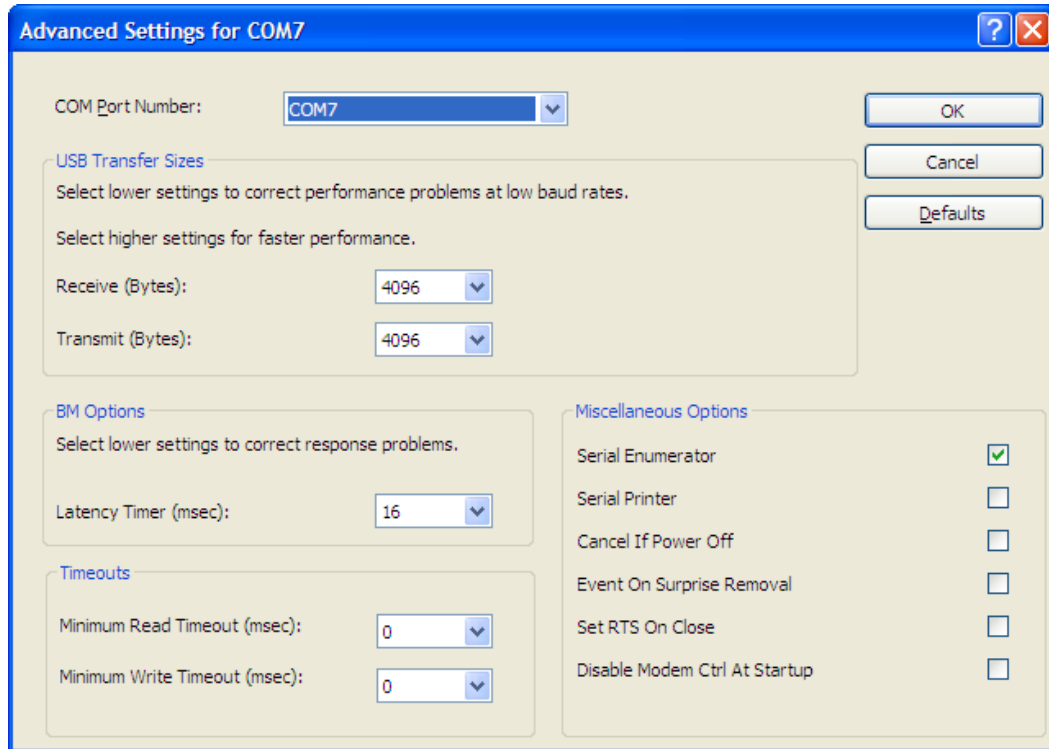 Advanced Settings for COM7
COM Port Number: COM7
OK
Cancel
Defaults
USB Transfer Sizes
Select lower settings to correct performance problems at low baud rates.
Select higher settings for faster performance.
Receive (Bytes): 4096
Transmit (Bytes): 4096
BM Options
Select lower settings to correct response problems.
Latency Timer (msec): 16
Timeouts
Minimum Read Timeout (msec): 0
Minimum Write Timeout (msec): 0
Miscellaneous Options
Serial Enumerator
Serial Printer
Cancel If Power Off
Event On Surprise Removal
Set RTS On Close
Disable Modem Ctrl At Startup